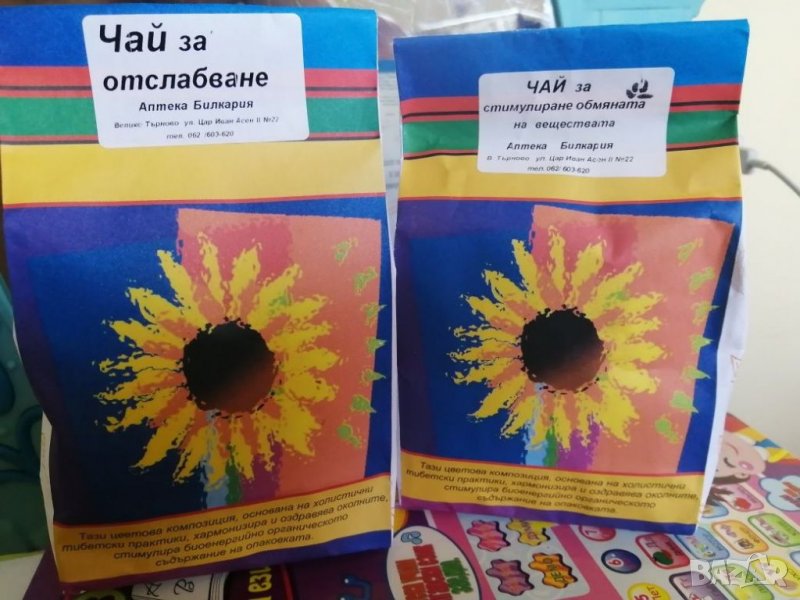 Чай за
отслабване
Аптека Билкария
Велико Търново ул. Цар Иван Асен II №22
тел. 062 /603-620
Тази цветова композиция, основана на холистични
тибетски практики, хармонизира и оздравява околните,
стимулира биоенергийно органическото
съдържание на опаковката.
ЧАЙ за
стимулиране обмяната
на веществата
Аптека Билкария
В. Търново ул. Цар Иван Асен II №22
тел. 062/ 603-620
Тази цветова композиция, основана на холистични
тибетски практики, хармонизира и оздравява околните,
стимулира биоенергийно органическото
съдържание на опаковката.
BAZAR